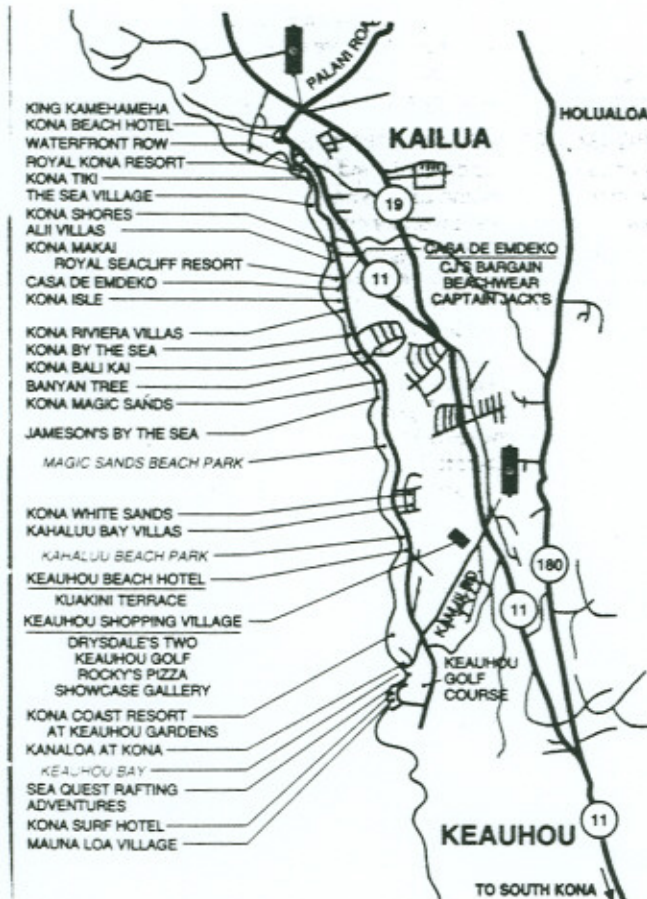 PALANI ROAD
KING KAMEHAMEHA
KONA BEACH HOTEL
WATERFRONT ROW
ROYAL KONA RESORT
KONA TIKI
THE SEA VILLAGE
KONA SHORES
ALII VILLAS
KONA MAKAI
ROYAL SEACLIFF RESORT
CASA DE EMDEKO
KONA ISLE
KONA RIVIERA VILLAS
KONA BY THE SEA
KONA BALI KAI
BANYAN TREE
KONA MAGIC SANDS
JAMESON'S BY THE SEA
MAGIC SANDS BEACH PARK
KONA WHITE SANDS
KAHALUU BAY VILLAS
KAHALUU BEACH PARK
KEAUHOU BEACH HOTEL
KUAKINI TERRACE
KEAUHOU SHOPPING VILLAGE
DRYSDALE'S TWO
KEAUHOU GOLF
ROCKY'S PIZZA
SHOWCASE GALLERY
KONA COAST RESORT
AT KEAUHOU GARDENS
KANALOA AT KONA
KEAUHOU BAY
SEA QUEST RAFTING
ADVENTURES
KONA SURF HOTEL
MAUNA LOA VILLAGE
KAILUA
HOLUALOA
19
11
CASA DE EMDEKO
CJ'S BARGAIN
BEACHWEAR
CAPTAIN JACK'S
180
11
KEAUHOU
GOLF
COURSE
KEAUHOU
11
TO SOUTH KONA